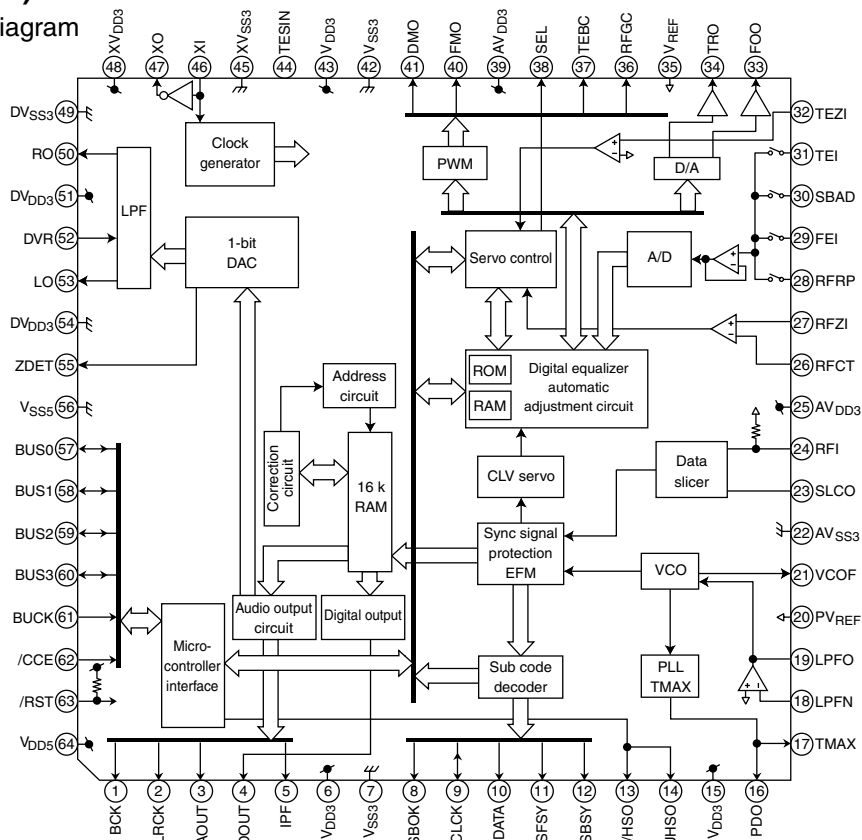 iagram
XVDD3
XO
XI
XVSS3
TESIN
VDD3
VSS3
DMO
FMO
AVDD3
SEL
TEBC
RFGC
VREF
TRO
FOO
48
47
46
45
44
43
42
41
40
39
38
37
36
35
34
33
DVSS3 49
RO 50
DVDD3 51
DVR 52
LO 53
DVDD3 54
ZDET 55
VSS5 56
BUS0 57
BUS1 58
BUS2 59
BUS3 60
BUCK 61
/CCE 62
/RST 63
VDD5 64
Clock
generator
LPF
1-bit
DAC
PWM
D/A
Servo control
A/D
ROM
RAM
Digital equalizer
automatic
adjustment circuit
Address
circuit
Correction
circuit
16 k
RAM
CLV servo
Data
slicer
Sync signal
protection
EFM
VCO
Audio output
circuit
Digital output
Micro-
controller
interface
Sub code
decoder
PLL
TMAX
32 TEZI
31 TEI
30 SBAD
29 FEI
28 RFRP
27 RFZI
26 RFCT
25 AVDD3
24 RFI
23 SLCO
22 AVSS3
21 VCOF
20 PVREF
19 LPFO
18 LPFN
17 TMAX
1
2
3
4
5
6
7
8
9
10
11
12
13
14
15
16
BCK
LRCK
AOUT
DOUT
IPF
VDD3
VSS3
SBOK
CLCK
DATA
SFSY
SBSY
/HSO
VDD3
PDO